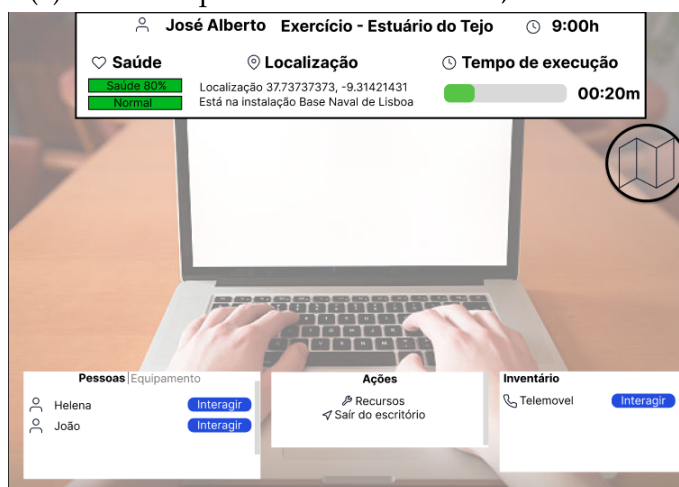 José Alberto Exercício - Estuário do Tejo 9:00h
Saúde Localização Tempo de execução
Saúde 80% Localização 37.73737373, -9.31421431 00:20m
Normal Está na instalação Base Naval de Lisboa
Pessoas|Equipamento
Helena Interagir
João Interagir
Ações
Recursos
Saír do escritório
Inventário
Telemovel Interagir